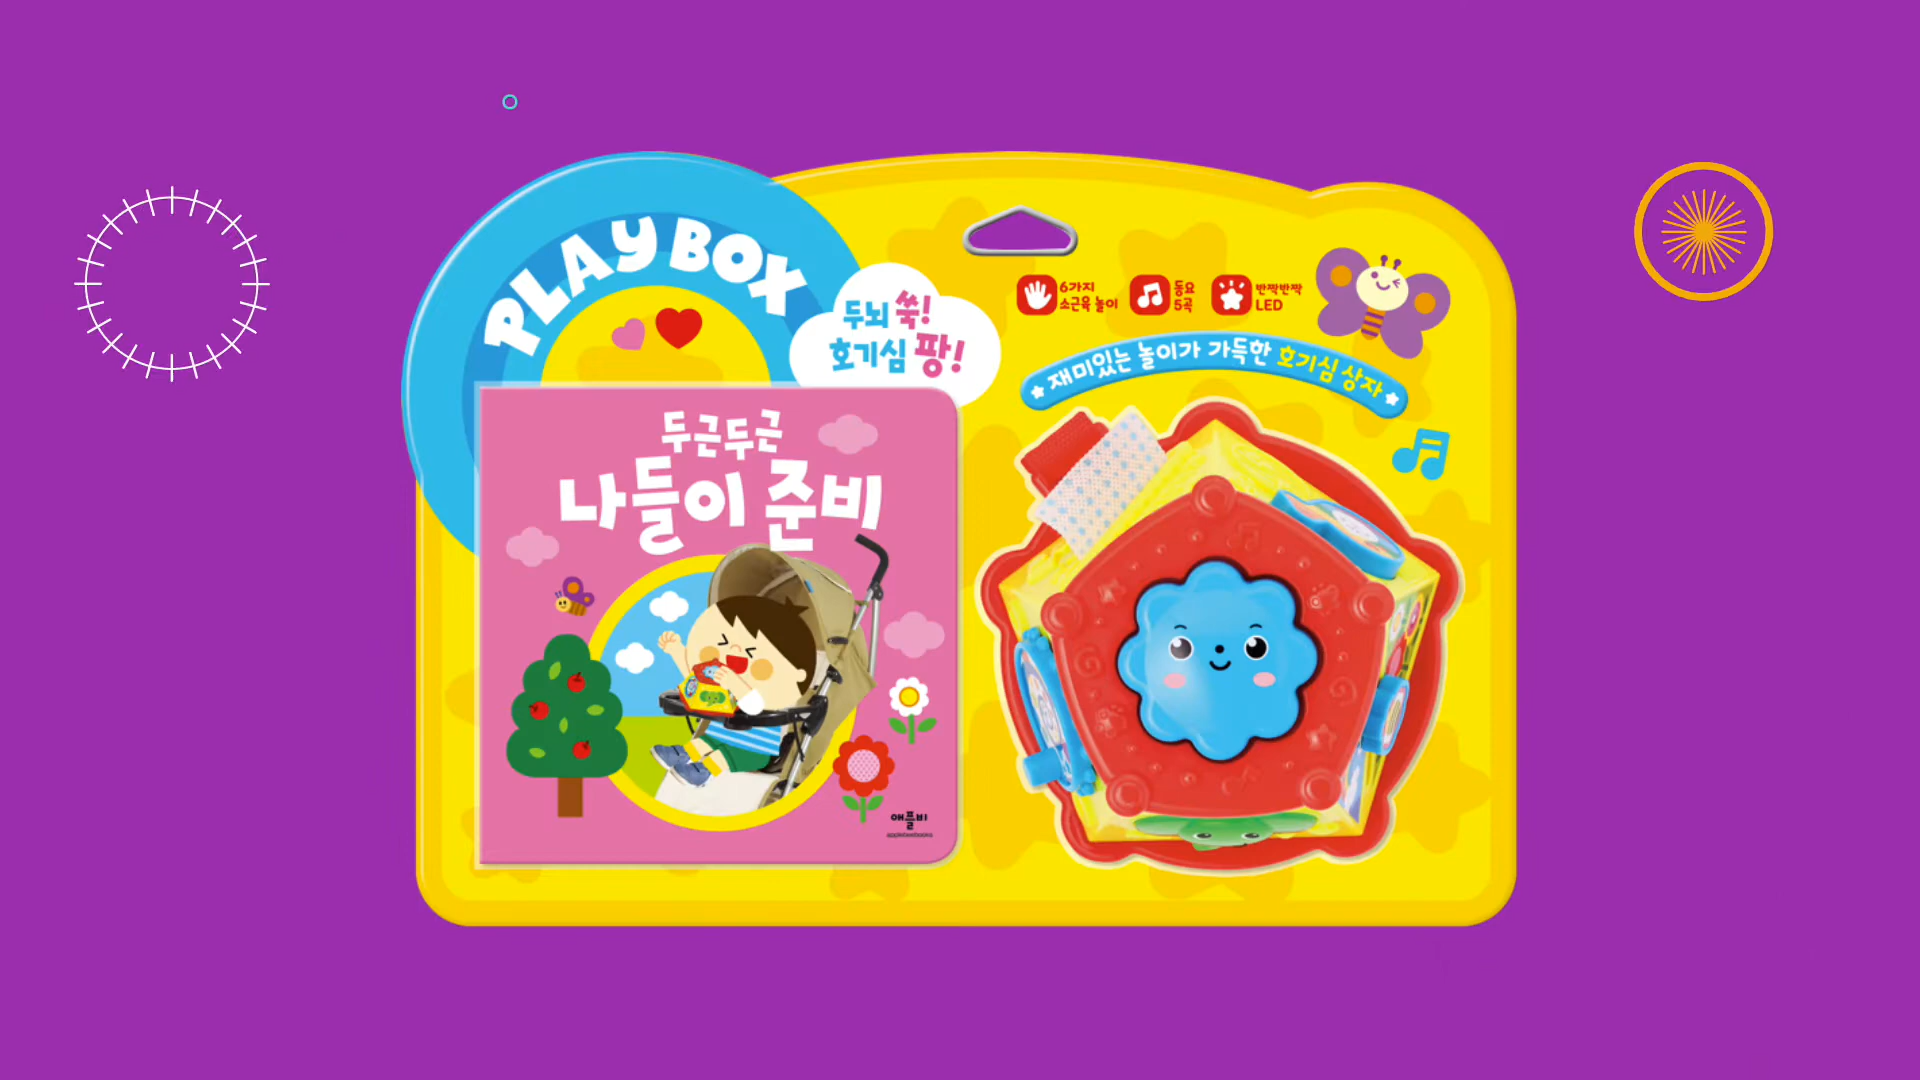 PLAY BOX
두뇌 쑥!
호기심 팡!
6가지
소근육 놀이
동요
5곡
반짝반짝
LED
재미있는 놀이가 가득한 호기심 상자
두근두근
나들이 준비
애플비
applebeebooks